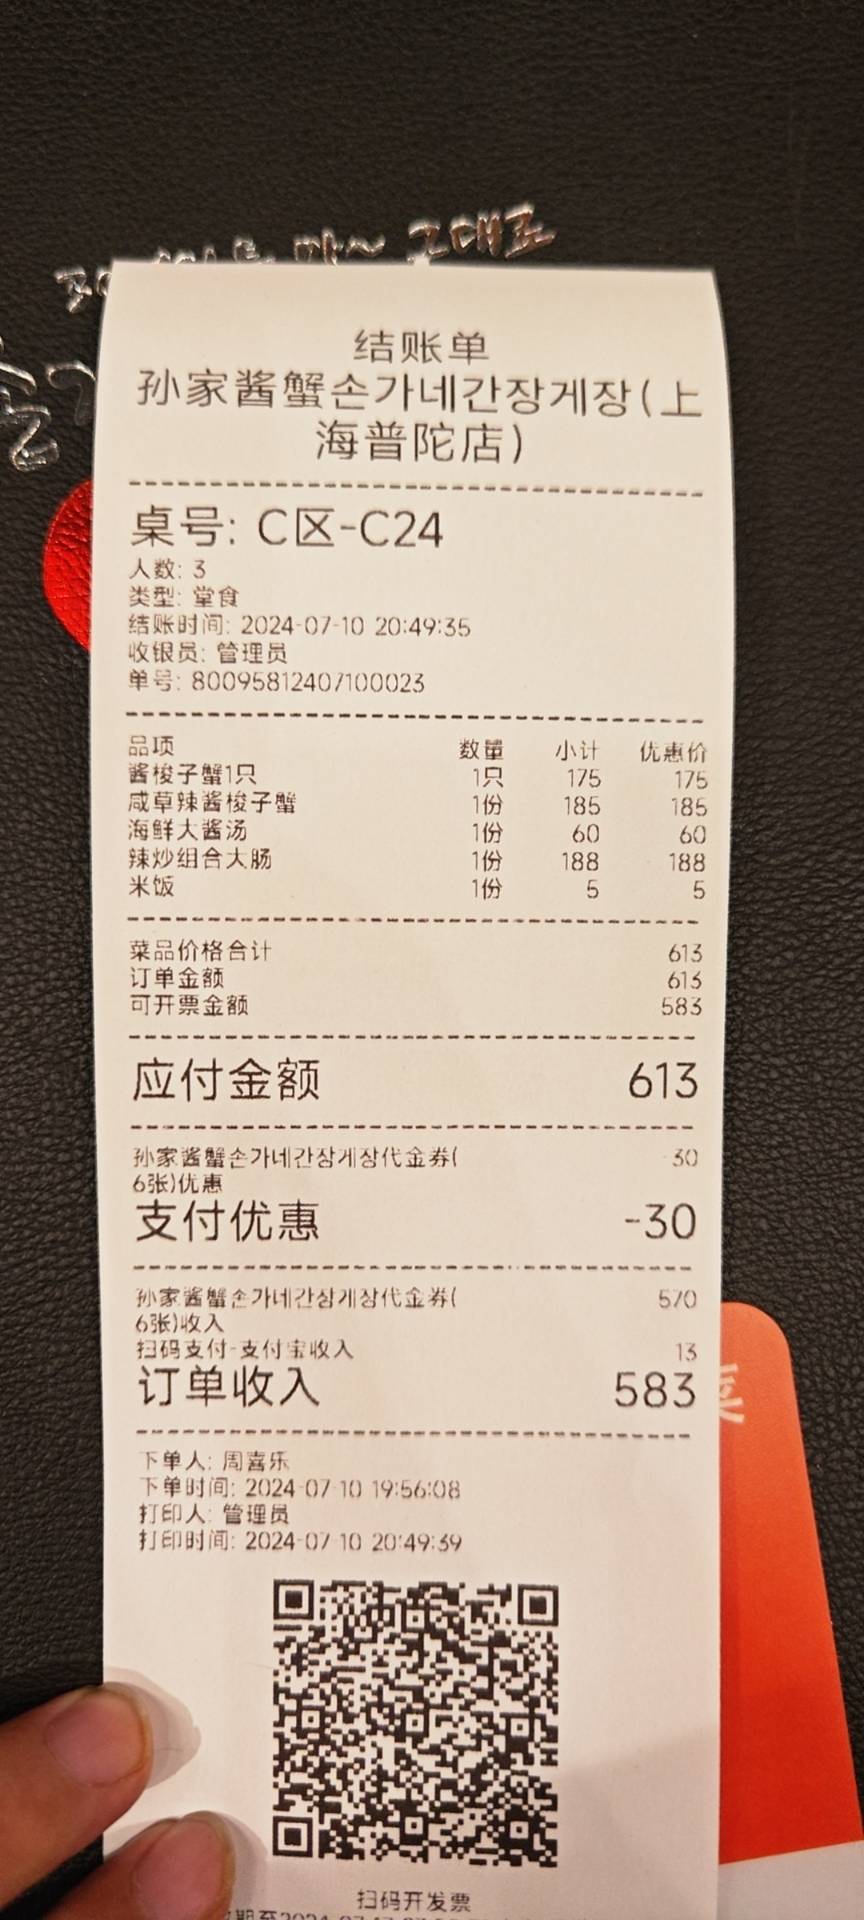 그대로
结账单
孙家酱蟹손가네간장게장(上
海普陀店)
桌号: C区-C24
人数: 3
类型: 堂食
结账时间: 2024-07-10 20:49:35
收银员: 管理员
单号: 80095812407100023
品项 数量 小计 优惠价
酱梭子蟹1只 1只 175 175
咸草辣酱梭子蟹 1份 185 185
海鲜大酱汤 1份 60 60
辣炒组合大肠 1份 188 188
米饭 1份 5 5
菜品价格合计 613
订单金额 613
可开票金额 583
应付金额 613
孙家酱蟹손가네간장게장代金券( -30
6张)优惠
支付优惠 -30
孙家酱蟹손가네간장게장代金券( 570
6张)收入
扫码支付-支付宝收入 13
订单收入 583
菜
下单人: 周喜乐
下单时间: 2024-07-10 19:56:08
打印人: 管理员
打印时间: 2024-07-10 20:49:39
扫码开发票